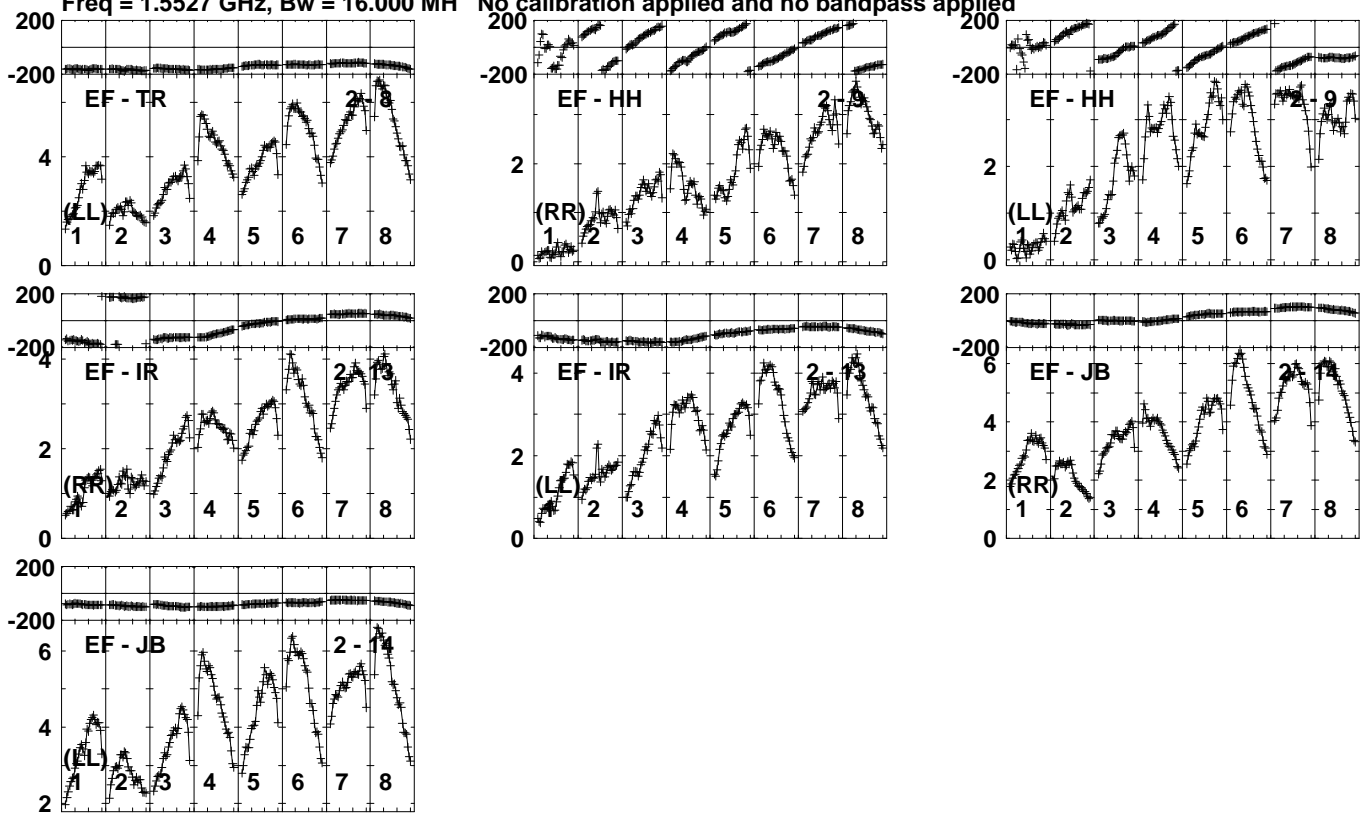 Freq = 1.5527 GHz, Bw = 16.000 MH No calibration applied and no bandpass applied
200
-200
EF - TR 2 - 8
4
(LL)
1 2 3 4 5 6 7 8
0
200
-200
EF - HH 2 - 9
2
(RR)
1 2 3 4 5 6 7 8
0
200
-200
EF - HH 2 - 9
2
(LL)
1 2 3 4 5 6 7 8
0
200
-200
4
EF - IR 2 - 13
2
(RR)
1 2 3 4 5 6 7 8
0
200
-200
EF - IR 2 - 13
4
2
(LL)
1 2 3 4 5 6 7 8
0
200
-200
EF - JB 2 - 14
6
4
2
(RR)
1 2 3 4 5 6 7 8
0
200
-200
EF - JB 2 - 14
6
4
(LL)
1 2 3 4 5 6 7 8
2